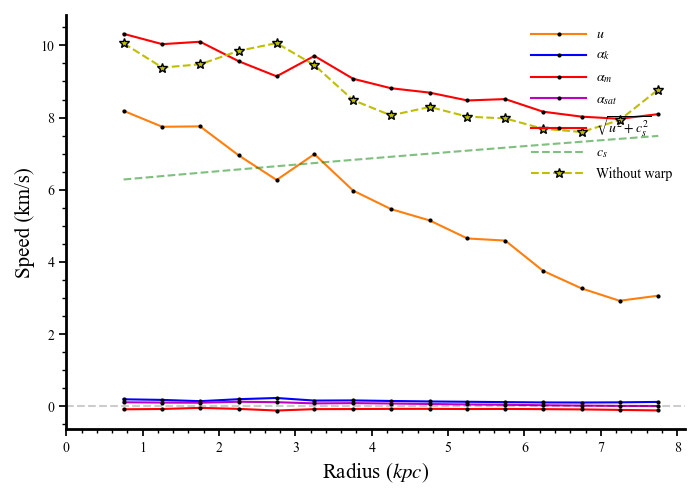 u
αk
αm
αsat
√u² + cs²
cs
Without warp
Speed (km/s)
10
8
6
4
2
0
0 1 2 3 4 5 6 7 8
Radius (kpc)